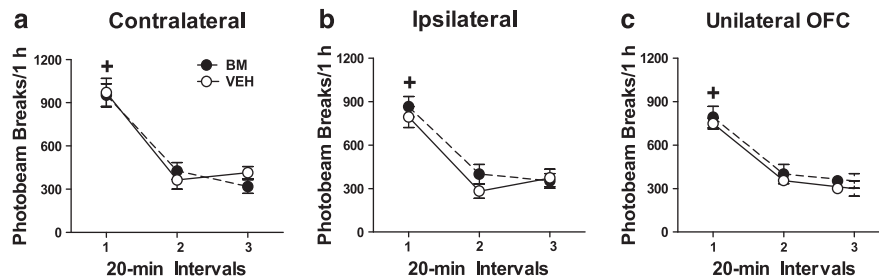 a Contralateral
Photobeam Breaks/1 h
1200
900
600
300
0
+
BM
VEH
1 2 3
20-min Intervals
b Ipsilateral
Photobeam Breaks/1 h
1200
900
600
300
0
+
1 2 3
20-min Intervals
c Unilateral OFC
Photobeam Breaks/1 h
1200
900
600
300
0
+
1 2 3
20-min Intervals